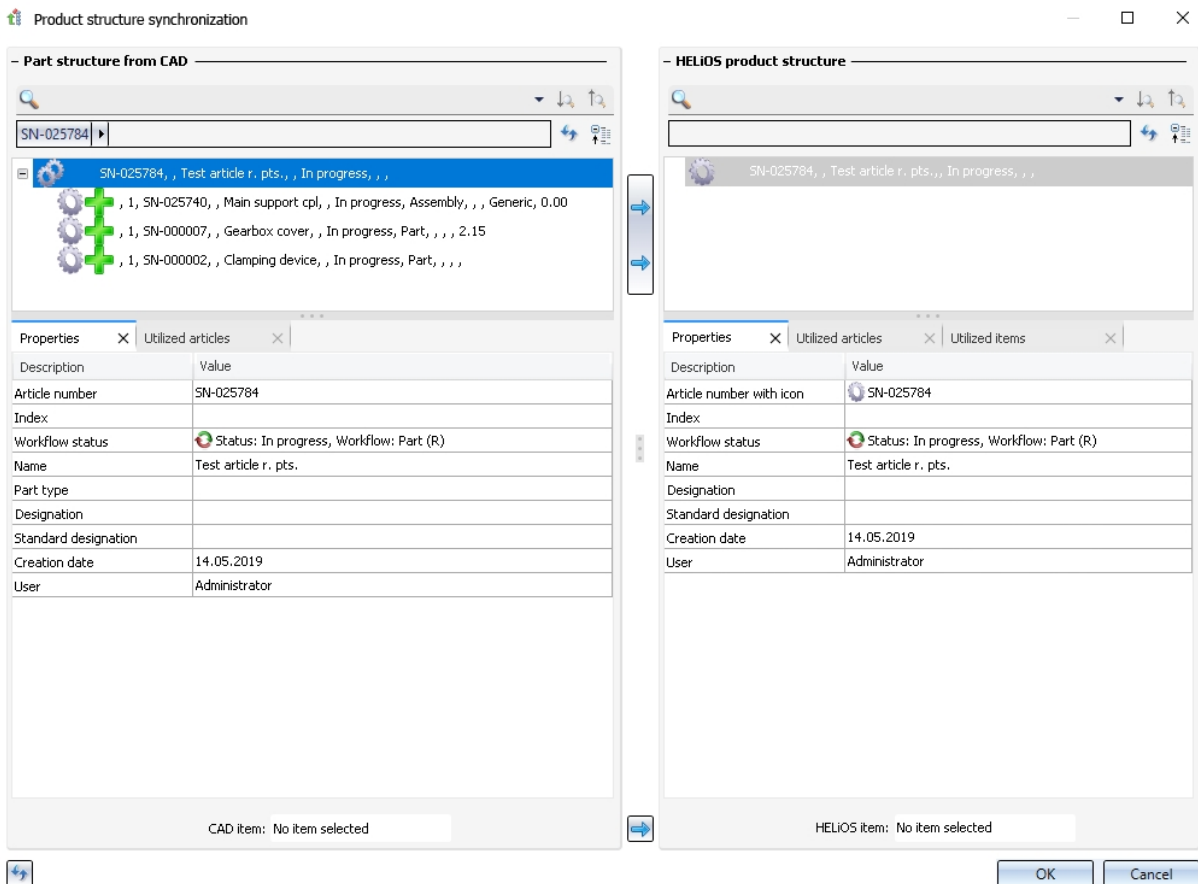 Product structure synchronization
Part structure from CAD
SN-025784
SN-025784, , Test article r. pts., , In progress, , ,
, 1, SN-025740, , Main support cpl, , In progress, Assembly, , , Generic, 0.00
, 1, SN-000007, , Gearbox cover, , In progress, Part, , , , 2.15
, 1, SN-000002, , Clamping device, , In progress, Part, , , ,
Properties Utilized articles
Description Value
Article number SN-025784
Index
Workflow status Status: In progress, Workflow: Part (R)
Name Test article r. pts.
Part type
Designation
Standard designation
Creation date 14.05.2019
User Administrator
CAD item: No item selected
HELiOS product structure
SN-025784, , Test article r. pts.,, In progress, , ,
Properties Utilized articles Utilized items
Description Value
Article number with icon SN-025784
Index
Workflow status Status: In progress, Workflow: Part (R)
Name Test article r. pts.
Designation
Standard designation
Creation date 14.05.2019
User Administrator
HELiOS item: No item selected
OK Cancel